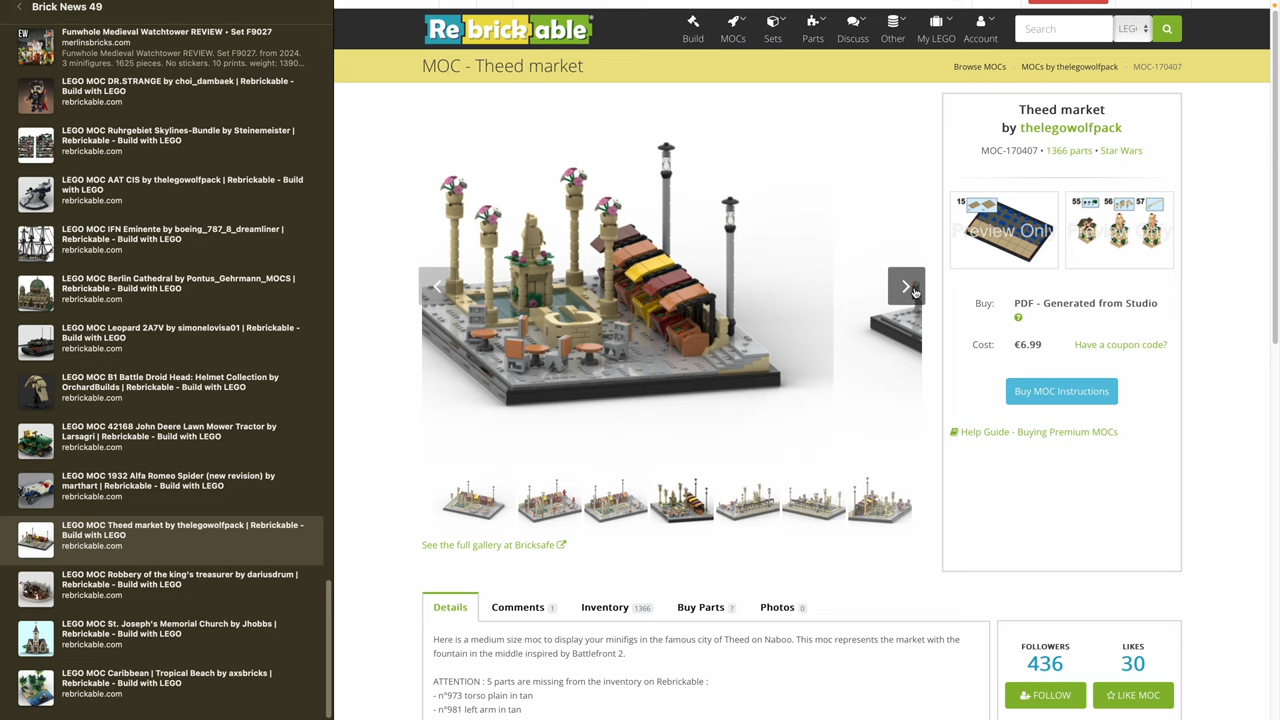 Brick News 49
Funwhole Medieval Watchtower REVIEW • Set F9027
merlinsbricks.com
Funwhole Medieval Watchtower REVIEW. Set F9027. from 2024.
3 minifigures. 1625 pieces. No stickers. 10 prints. weight: 1390...
LEGO MOC DR.STRANGE by choi_dambaek | Rebrickable -
Build with LEGO
rebrickable.com
LEGO MOC Ruhrgebiet Skylines-Bundle by Steinemeister |
Rebrickable - Build with LEGO
rebrickable.com
LEGO MOC AAT CIS by thelegowolfpack | Rebrickable - Build
with LEGO
rebrickable.com
LEGO MOC IFN Eminente by boeing_787_8_dreamliner |
Rebrickable - Build with LEGO
rebrickable.com
LEGO MOC Berlin Cathedral by Pontus_Gehrmann_MOCS |
Rebrickable - Build with LEGO
rebrickable.com
LEGO MOC Leopard 2A7V by simonelovisa01 | Rebrickable -
Build with LEGO
rebrickable.com
LEGO MOC B1 Battle Droid Head: Helmet Collection by
OrchardBuilds | Rebrickable - Build with LEGO
rebrickable.com
LEGO MOC 42168 John Deere Lawn Mower Tractor by
Larsagri | Rebrickable - Build with LEGO
rebrickable.com
LEGO MOC 1932 Alfa Romeo Spider (new revision) by
marthart | Rebrickable - Build with LEGO
rebrickable.com
LEGO MOC Theed market by thelegowolfpack | Rebrickable -
Build with LEGO
rebrickable.com
LEGO MOC Robbery of the king's treasurer by dariusdrum |
Rebrickable - Build with LEGO
rebrickable.com
LEGO MOC St. Joseph's Memorial Church by Jhobbs |
Rebrickable - Build with LEGO
rebrickable.com
LEGO MOC Caribbean | Tropical Beach by axsbricks |
Rebrickable - Build with LEGO
rebrickable.com
Rebrickable
Build MOCs Sets Parts Discuss Other My LEGO Account
Search LEG
MOC - Theed market
Browse MOCs MOCs by thelegowolfpack MOC-170407
Theed market
by thelegowolfpack
MOC-170407 • 1366 parts • Star Wars
15 55 56 57
Preview Only Preview Only
Buy: PDF - Generated from Studio
Cost: €6.99 Have a coupon code?
Buy MOC Instructions
Help Guide - Buying Premium MOCs
See the full gallery at Bricksafe
Details Comments 1 Inventory 1366 Buy Parts 7 Photos 0
Here is a medium size moc to display your minifigs in the famous city of Theed on Naboo. This moc represents the market with the
fountain in the middle inspired by Battlefront 2.
ATTENTION : 5 parts are missing from the inventory on Rebrickable :
- n°973 torso plain in tan
- n°981 left arm in tan
FOLLOWERS LIKES
436 30
FOLLOW LIKE MOC